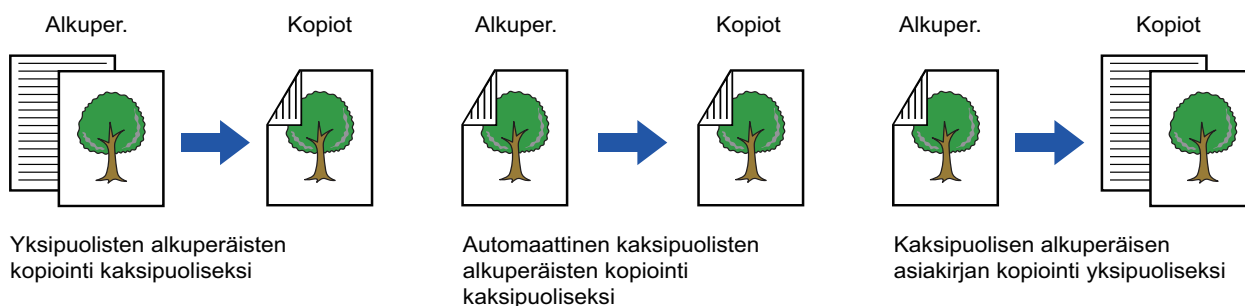 Alkuper.
Kopiot
Alkuper.
Kopiot
Alkuper.
Kopiot
Yksipuolisten alkuperäisten
kopiointi kaksipuoliseksi
Automaattinen kaksipuolisten
alkuperäisten kopiointi
kaksipuoliseksi
Kaksipuolisen alkuperäisen
asiakirjan kopiointi yksipuoliseksi